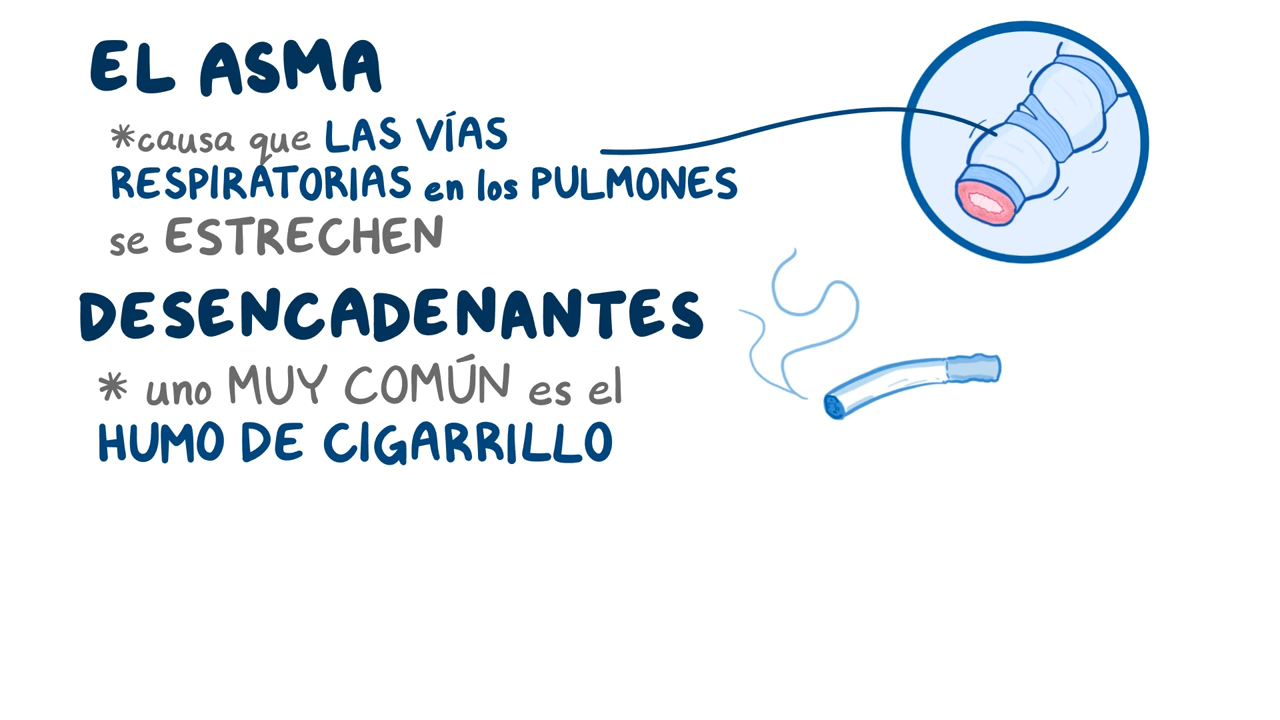 EL ASMA
*causa que LAS VÍAS
RESPIRATORIAS en los PULMONES
se ESTRECHEN
DESENCADENANTES
* uno MUY COMÚN es el
HUMO DE CIGARRILLO